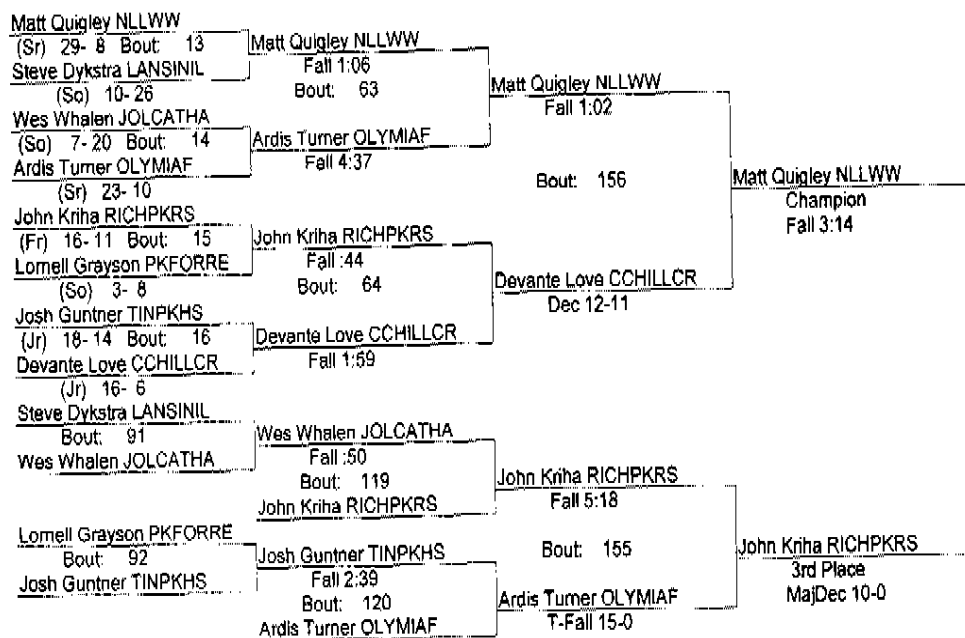 Matt Quigley NLLWW
(Sr) 29- 8 Bout: 13
Steve Dykstra LANSINIL
(So) 10- 26
Wes Whalen JOLCATHA
(So) 7- 20 Bout: 14
Ardis Turner OLYMIAF
(Sr) 23- 10
John Kriha RICHPKRS
(Fr) 16- 11 Bout: 15
Lornell Grayson PKFORRE
(So) 3- 8
Josh Guntner TINPKHS
(Jr) 18- 14 Bout: 16
Devante Love CCHILLCR
(Jr) 16- 6
Matt Quigley NLLWW
Fall 1:06
Bout: 63
Ardis Turner OLYMIAF
Fall 4:37
John Kriha RICHPKRS
Fall :44
Bout: 64
Devante Love CCHILLCR
Fall 1:59
Matt Quigley NLLWW
Fall 1:02
Bout: 156
Devante Love CCHILLCR
Dec 12-11
Matt Quigley NLLWW
Champion
Fall 3:14
Steve Dykstra LANSINIL
Bout: 91
Wes Whalen JOLCATHA
Lornell Grayson PKFORRE
Bout: 92
Josh Guntner TINPKHS
Wes Whalen JOLCATHA
Fall :50
Bout: 119
John Kriha RICHPKRS
Josh Guntner TINPKHS
Fall 2:39
Bout: 120
Ardis Turner OLYMIAF
John Kriha RICHPKRS
Fall 5:18
Bout: 155
Ardis Turner OLYMIAF
T-Fall 15-0
John Kriha RICHPKRS
3rd Place
MajDec 10-0